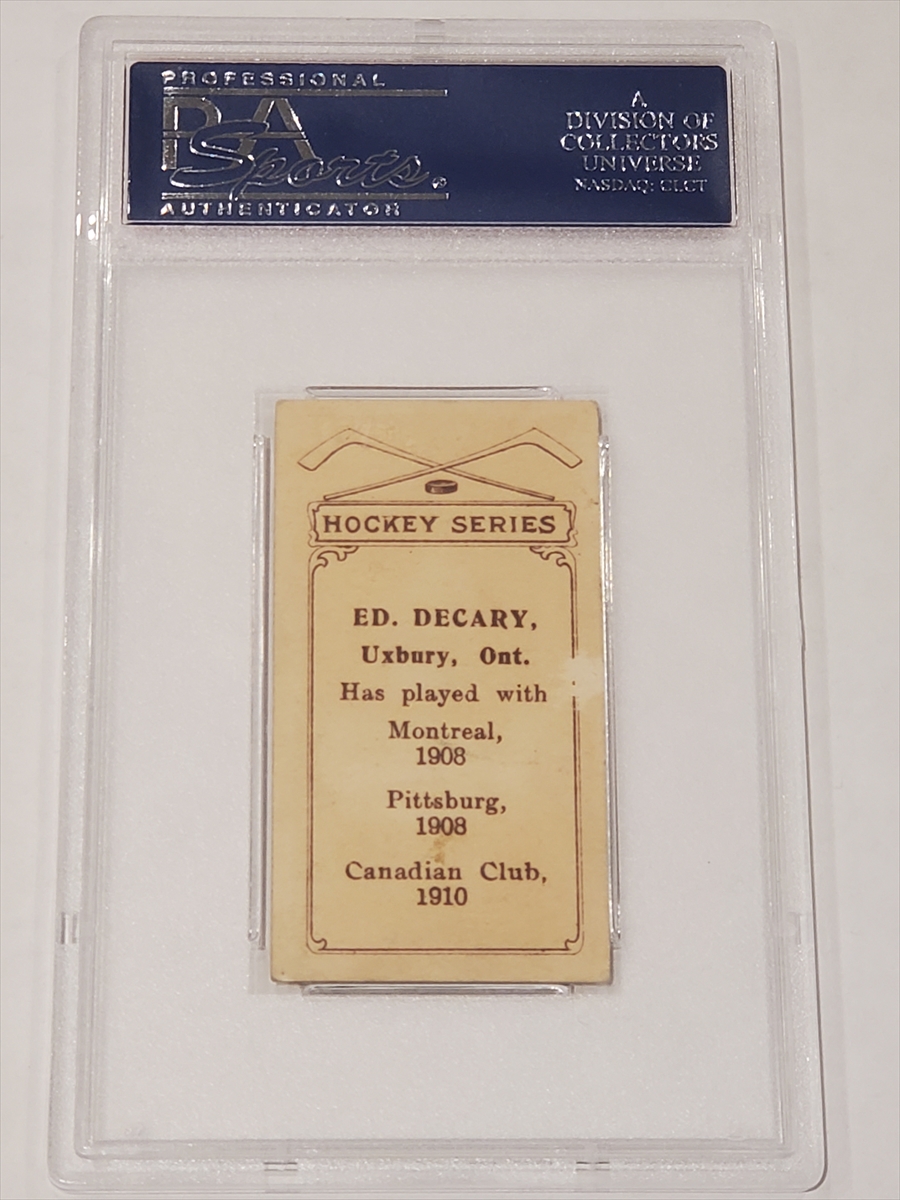 PROFESSIONAL
PSA
Sports®
AUTHENTICATOR
A
DIVISION OF
COLLECTORS
UNIVERSE
NASDAQ: CLCT
HOCKEY SERIES
ED. DECARY,
Uxbury, Ont.
Has played with
Montreal,
1908
Pittsburg,
1908
Canadian Club,
1910